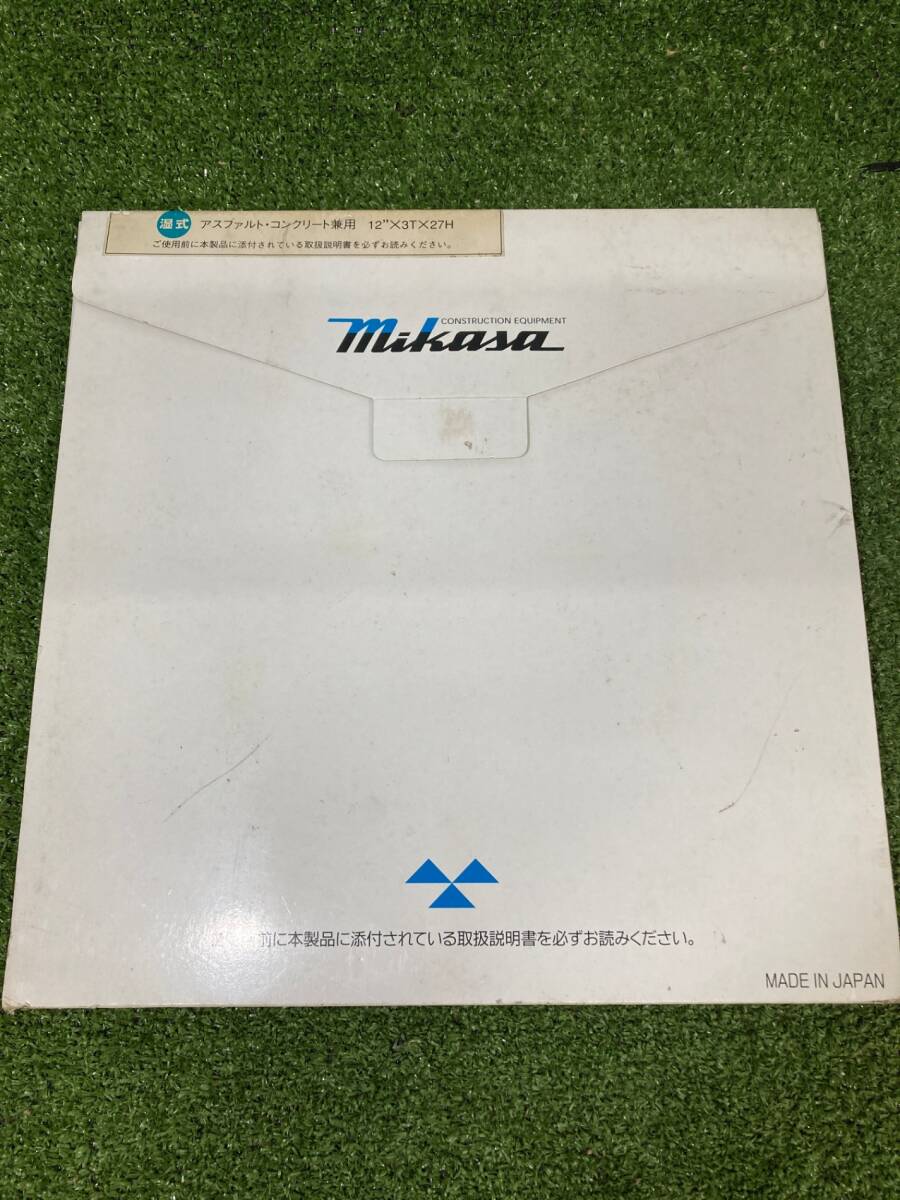 湿式 アスファルト・コンクリート兼用 12"×3T×27H
ご使用前に本製品に添付されている取扱説明書を必ずお読みください。
CONSTRUCTION EQUIPMENT
mikasa
前に本製品に添付されている取扱説明書を必ずお読みください。
MADE IN JAPAN